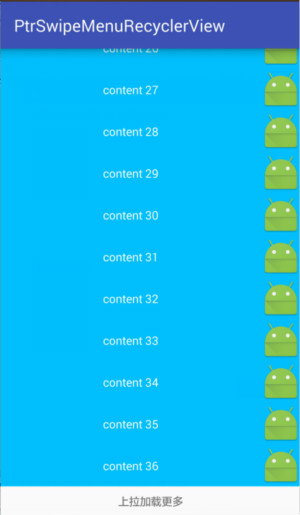 PtrSwipeMenuRecyclerView
content 26
content 27
content 28
content 29
content 30
content 31
content 32
content 33
content 34
content 35
content 36
上拉加载更多